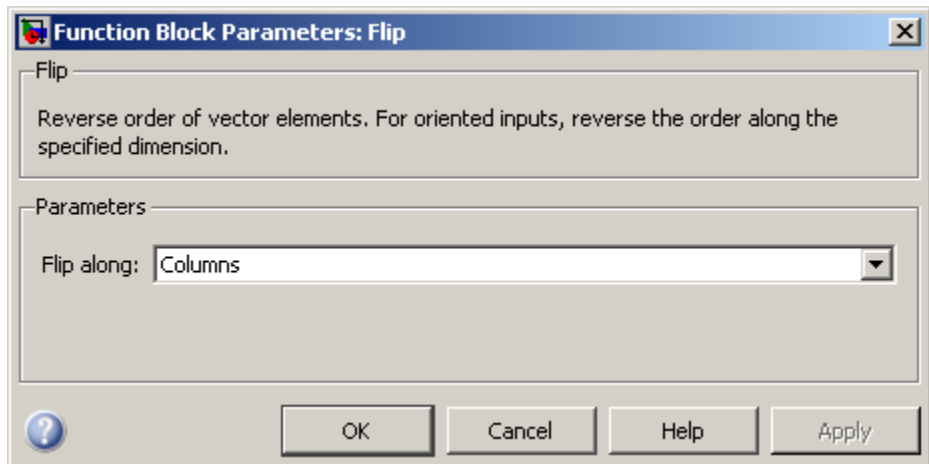 Function Block Parameters: Flip
Flip
Reverse order of vector elements. For oriented inputs, reverse the order along the
specified dimension.
Parameters
Flip along: Columns
OK Cancel Help Apply